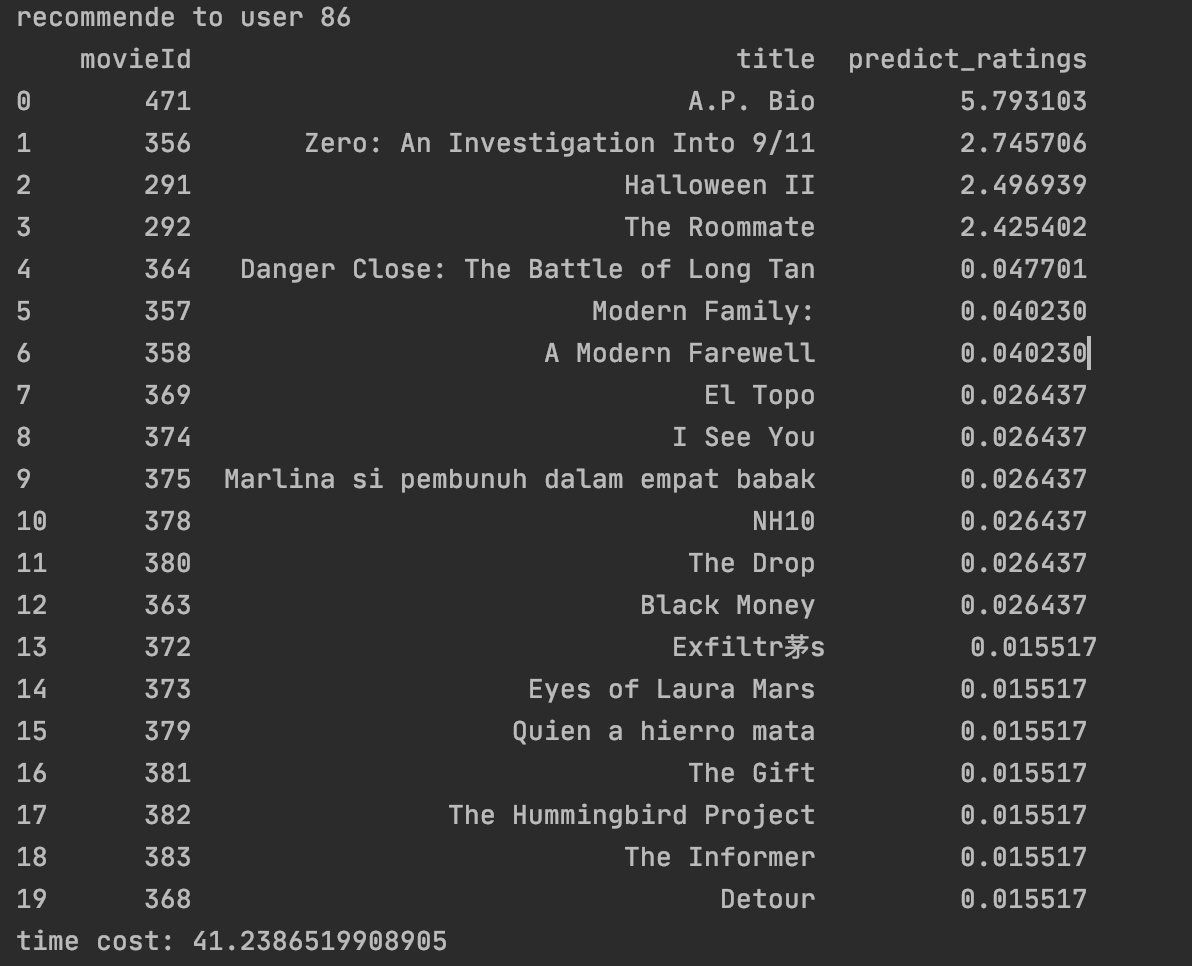 recommende to user 86
movieId title predict_ratings
0 471 A.P. Bio 5.793103
1 356 Zero: An Investigation Into 9/11 2.745706
2 291 Halloween II 2.496939
3 292 The Roommate 2.425402
4 364 Danger Close: The Battle of Long Tan 0.047701
5 357 Modern Family: 0.040230
6 358 A Modern Farewell 0.040230
7 369 El Topo 0.026437
8 374 I See You 0.026437
9 375 Marlina si pembunuh dalam empat babak 0.026437
10 378 NH10 0.026437
11 380 The Drop 0.026437
12 363 Black Money 0.026437
13 372 Exfiltr茅s 0.015517
14 373 Eyes of Laura Mars 0.015517
15 379 Quien a hierro mata 0.015517
16 381 The Gift 0.015517
17 382 The Hummingbird Project 0.015517
18 383 The Informer 0.015517
19 368 Detour 0.015517
time cost: 41.2386519908905